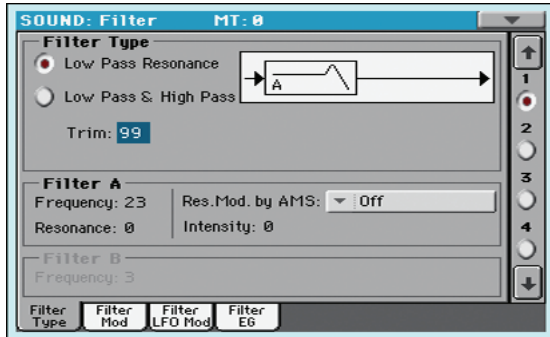 SOUND: Filter MT: 0
Filter Type
Low Pass Resonance
A
Low Pass & High Pass
Trim: 99
Filter A
Frequency: 23
Res.Mod. by AMS: Off
Resonance: 0
Intensity: 0
Filter B
Frequency: 3
1
2
3
4
Filter Type
Filter Mod
Filter LFO Mod
Filter EG